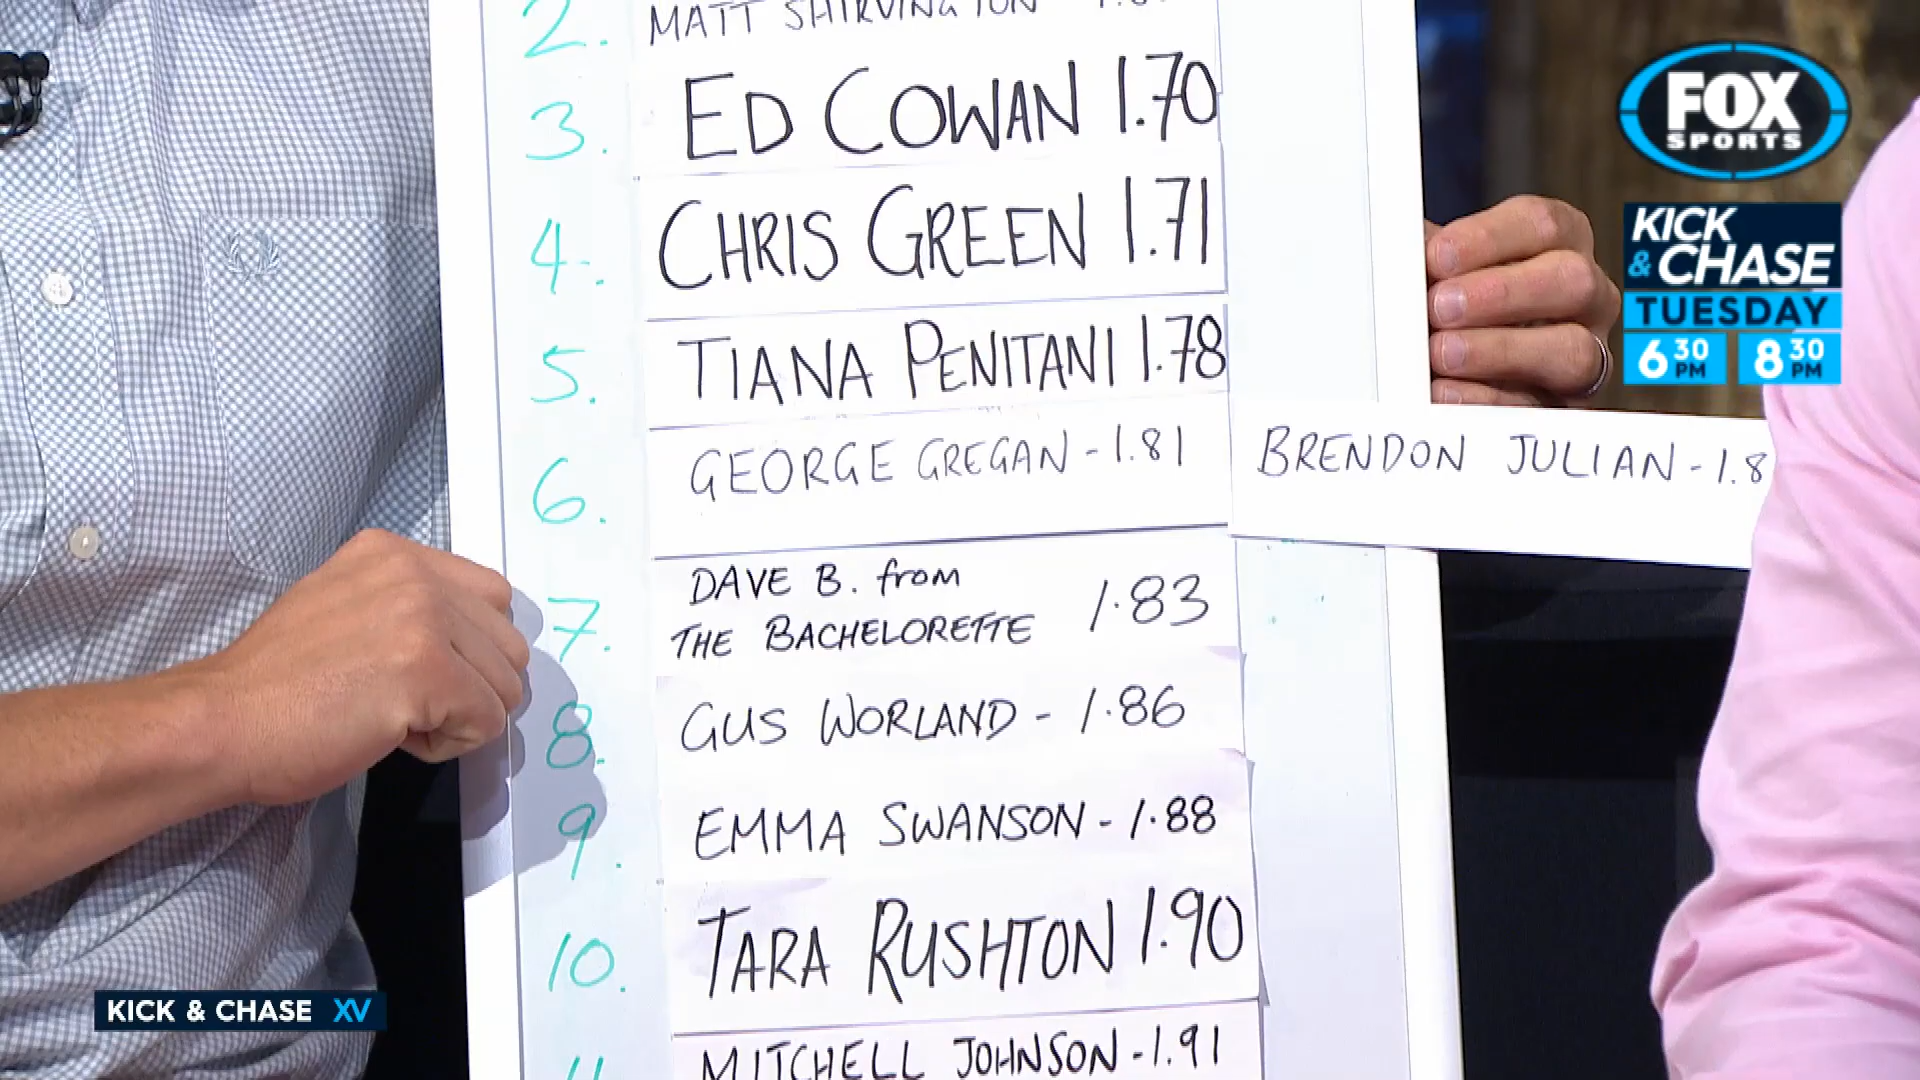 2. MATT SHIRVINGTON
3. ED COWAN 1.70
4. CHRIS GREEN 1.71
5. TIANA PENITANI 1.78
6. GEORGE GREGAN - 1.81
BRENDON JULIAN - 1.8
7. DAVE B. from
THE BACHELORETTE 1.83
8. GUS WORLAND - 1.86
9. EMMA SWANSON - 1.88
10. TARA RUSHTON 1.90
11 MITCHELL JOHNSON - 1.91
FOX
SPORTS
KICK
& CHASE
TUESDAY
6 30 PM 8 30 PM
KICK & CHASE XV